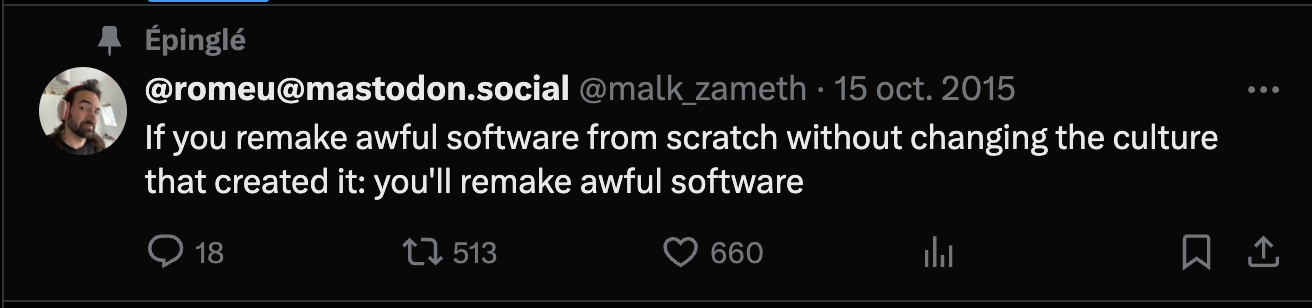 Épinglé
@romeu@mastodon.social @malk_zameth · 15 oct. 2015
If you remake awful software from scratch without changing the culture
that created it: you'll remake awful software
18 513 660